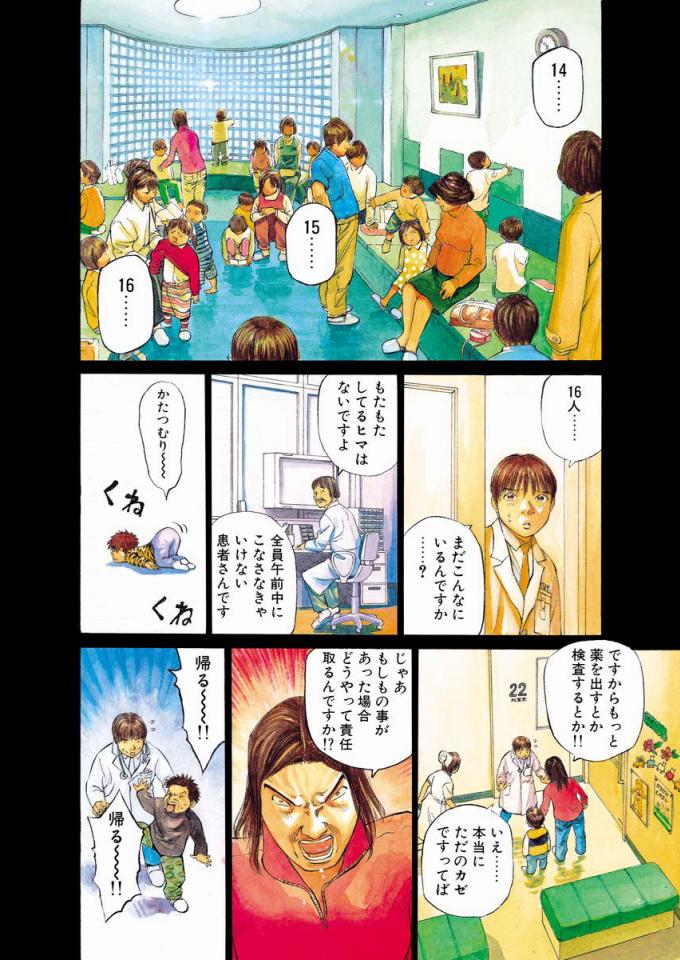 14
……
15
……
16
……
16人……
まだこんなに
いるんですか
……?
もたもた
してるヒマは
ないですよ
全員午前中に
こなさなきゃ
いけない
患者さんです
かたつむり〜〜
くね
くね
ですからもっと
薬を出すとか
検査するとか!!
22
いえ……
本当に
ただのカゼ
ですってば
じゃあ
もしもの事が
あった場合
どうやって責任
取るんですか!?
帰る〜〜〜!!
帰る〜〜〜!!